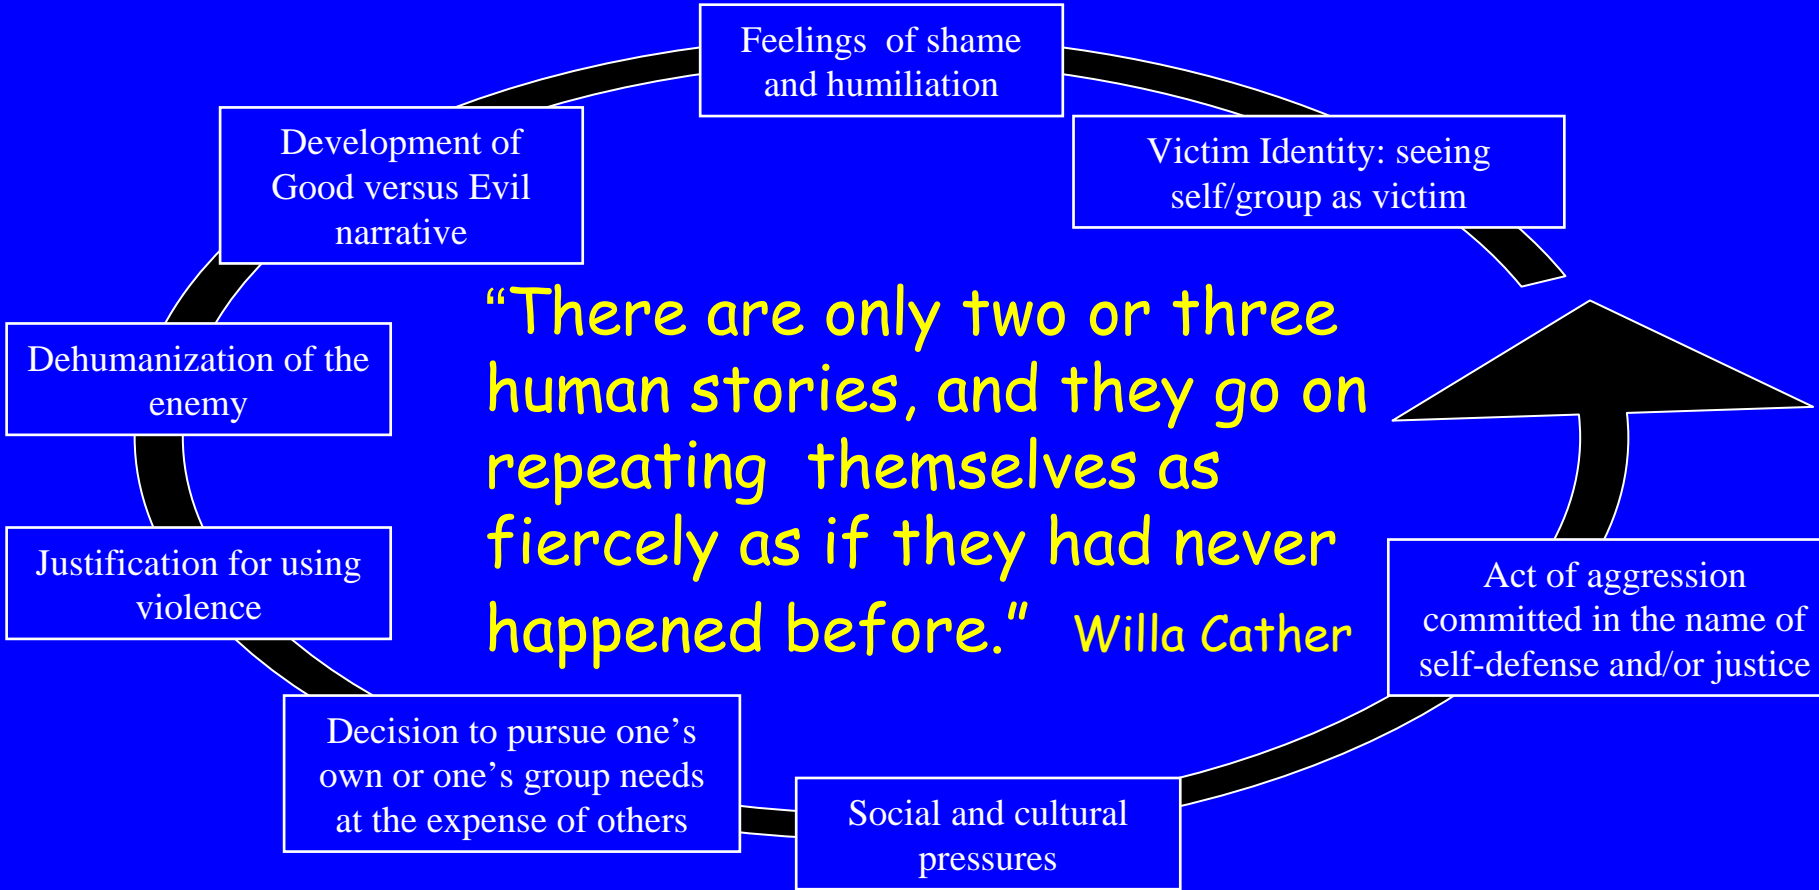 Feelings of shame
and humiliation
Victim Identity: seeing
self/group as victim
Development of
Good versus Evil
narrative
Dehumanization of the
enemy
Justification for using
violence
Decision to pursue one's
own or one's group needs
at the expense of others
Social and cultural
pressures
Act of aggression
committed in the name of
self-defense and/or justice
“There are only two or three
human stories, and they go on
repeating themselves as
fiercely as if they had never
happened before.” Willa Cather